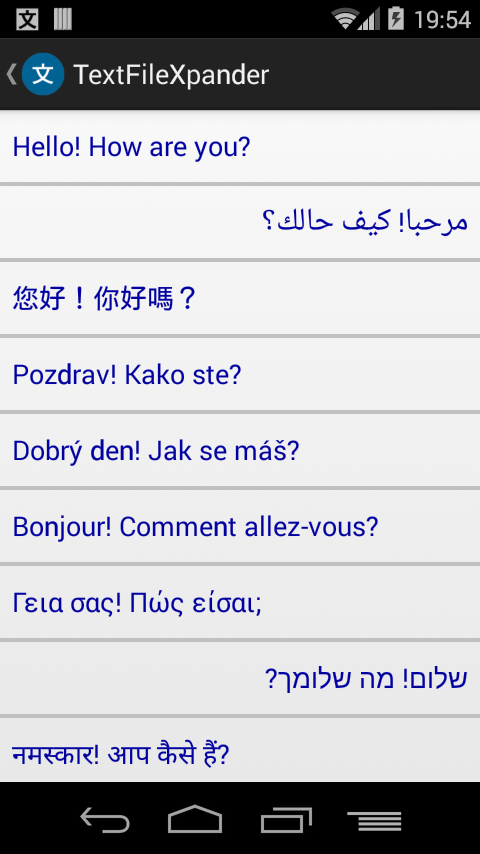 文 19:54
文 TextFileXpander
Hello! How are you?
مرحبا! كيف حالك؟
您好！你好嗎？
Pozdrav! Kako ste?
Dobrý den! Jak se máš?
Bonjour! Comment allez-vous?
Γεια σας! Πώς είσαι;
שלום! מה שלומך?
नमस्कार! आप कैसे हैं?